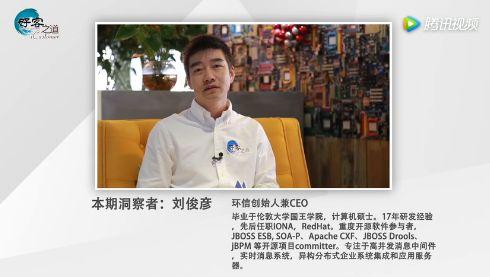 好客之道
iCustomer
腾讯视频
本期洞察者：刘俊彦
环信创始人兼CEO
毕业于伦敦大学国王学院，计算机硕士。17年研发经验
，先后任职IONA，RedHat，重度开源软件参与者，
JBOSS ESB, SOA-P、Apache CXF、JBOSS Drools、
jBPM 等开源项目committer。专注于高并发消息中间件
，实时消息系统，异构分布式企业系统集成和应用服务
器。